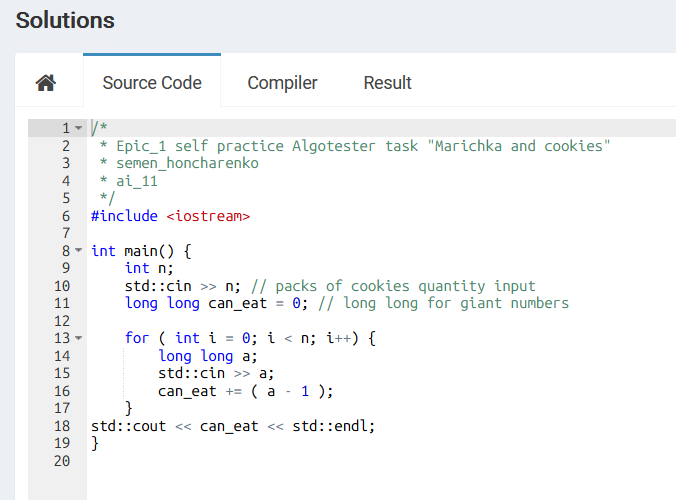 Solutions
Source Code Compiler Result
1 /*
2  * Epic_1 self practice Algotester task "Marichka and cookies"
3  * semen_honcharenko
4  * ai_11
5  */
6 #include <iostream>
7
8 int main() {
9     int n;
10     std::cin >> n; // packs of cookies quantity input
11     long long can_eat = 0; // long long for giant numbers
12
13     for ( int i = 0; i < n; i++) {
14         long long a;
15         std::cin >> a;
16         can_eat += ( a - 1 );
17     }
18 std::cout << can_eat << std::endl;
19 }
20